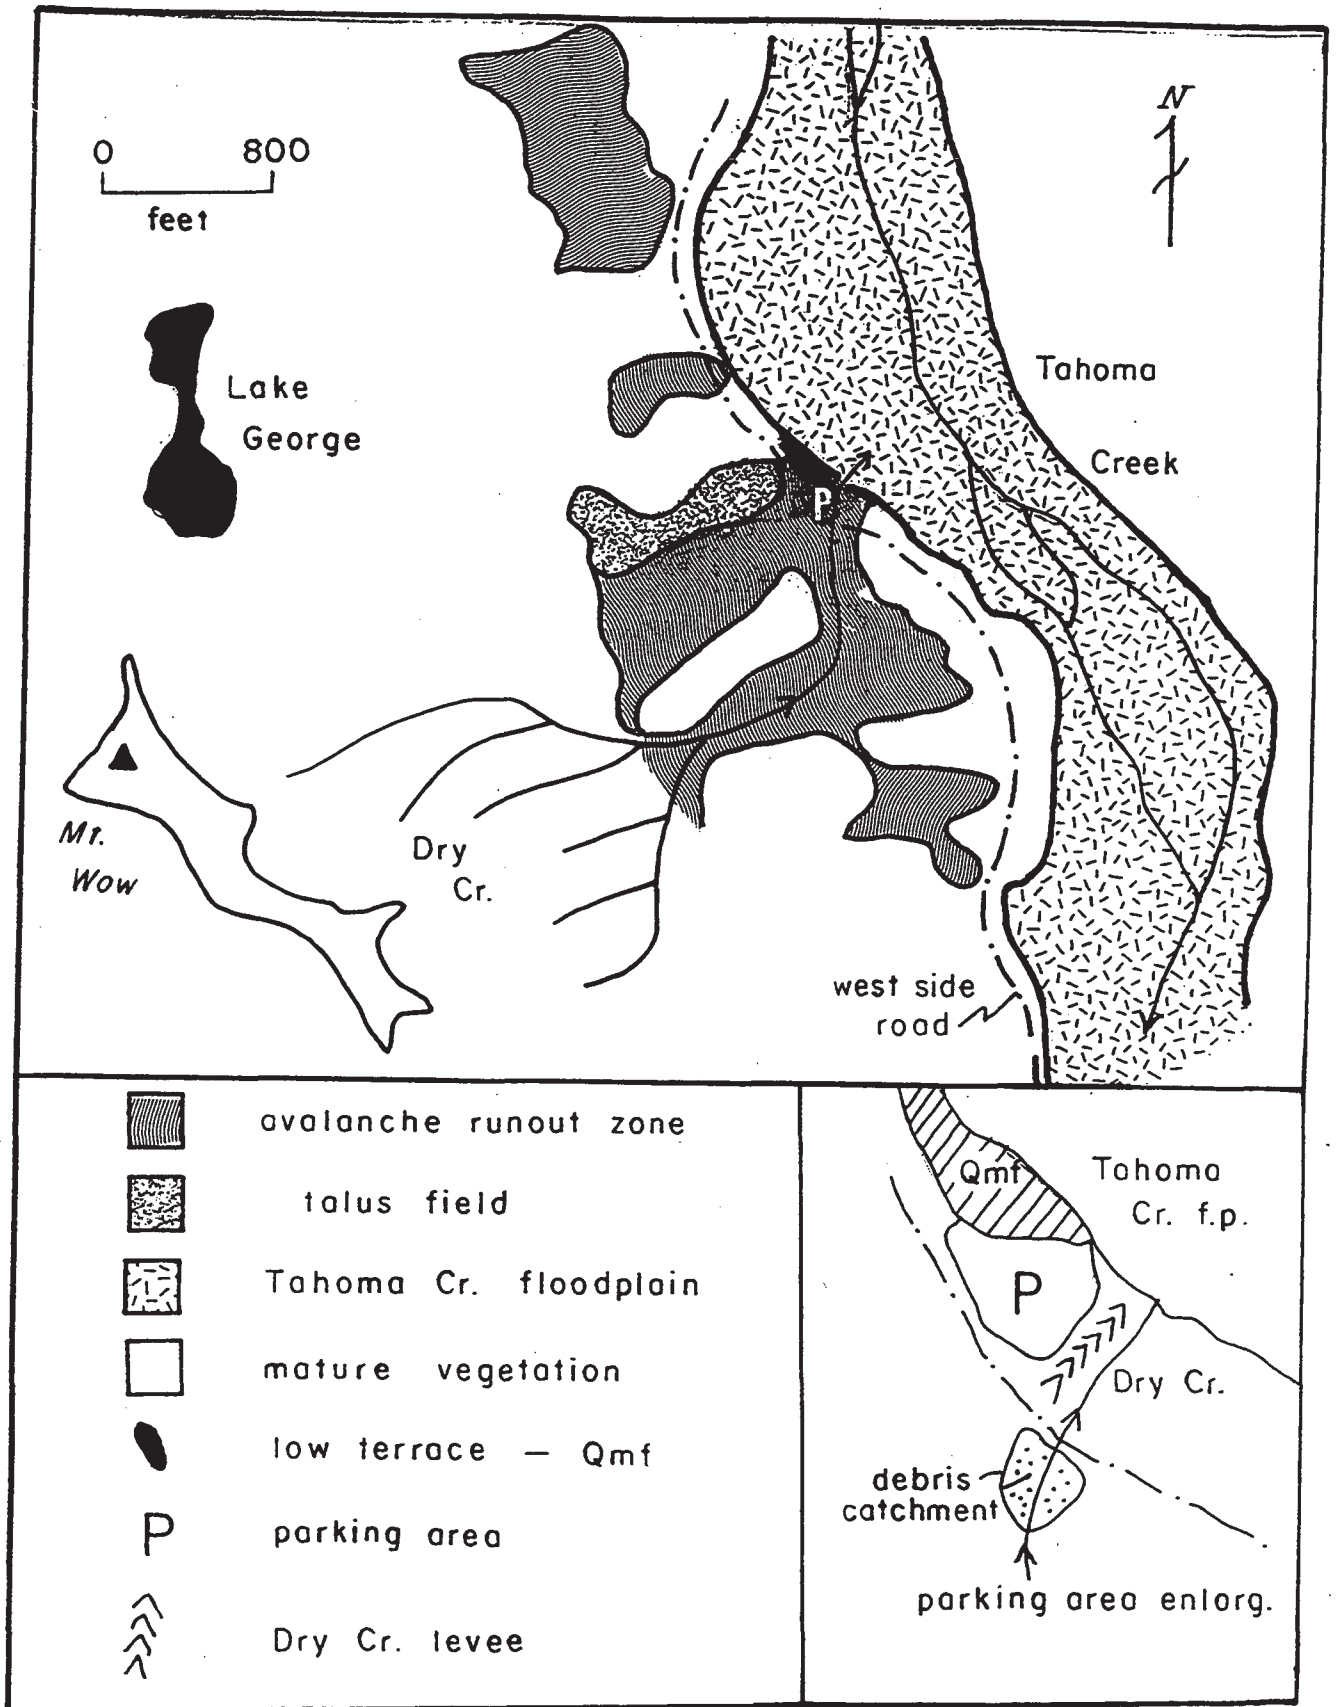 N
0 800
feet
Lake
George
Tahoma
Creek
P
Mt.
Wow
Dry
Cr.
west side
road
avalanche runout zone
talus field
Tahoma Cr. floodplain
mature vegetation
low terrace — Qmf
P
parking area
Dry Cr. levee
Qmf
Tahoma
Cr. f.p.
P
Dry Cr.
debris
catchment
parking area enlarg.